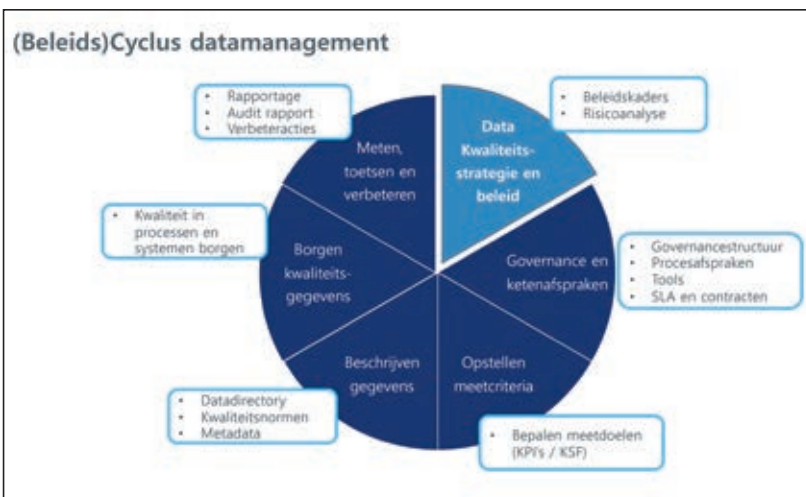 (Beleids)Cyclus datamanagement
• Rapportage
• Audit rapport
• Verbeteracties
Meten,
toetsen en
verbeteren
Data
Kwaliteits-
strategie en
beleid
• Beleidskaders
• Risicoanalyse
• Kwaliteit in
processen en
systemen borgen
Borgen
kwaliteits-
gegevens
Governance en
ketenafspraken
• Governancestructuur
• Procesafspraken
• Tools
• SLA en contracten
Beschrijven
gegevens
Opstellen
meetcriteria
• Datadirectory
• Kwaliteitsnormen
• Metadata
• Bepalen meetdoelen
(KPI's / KSF)